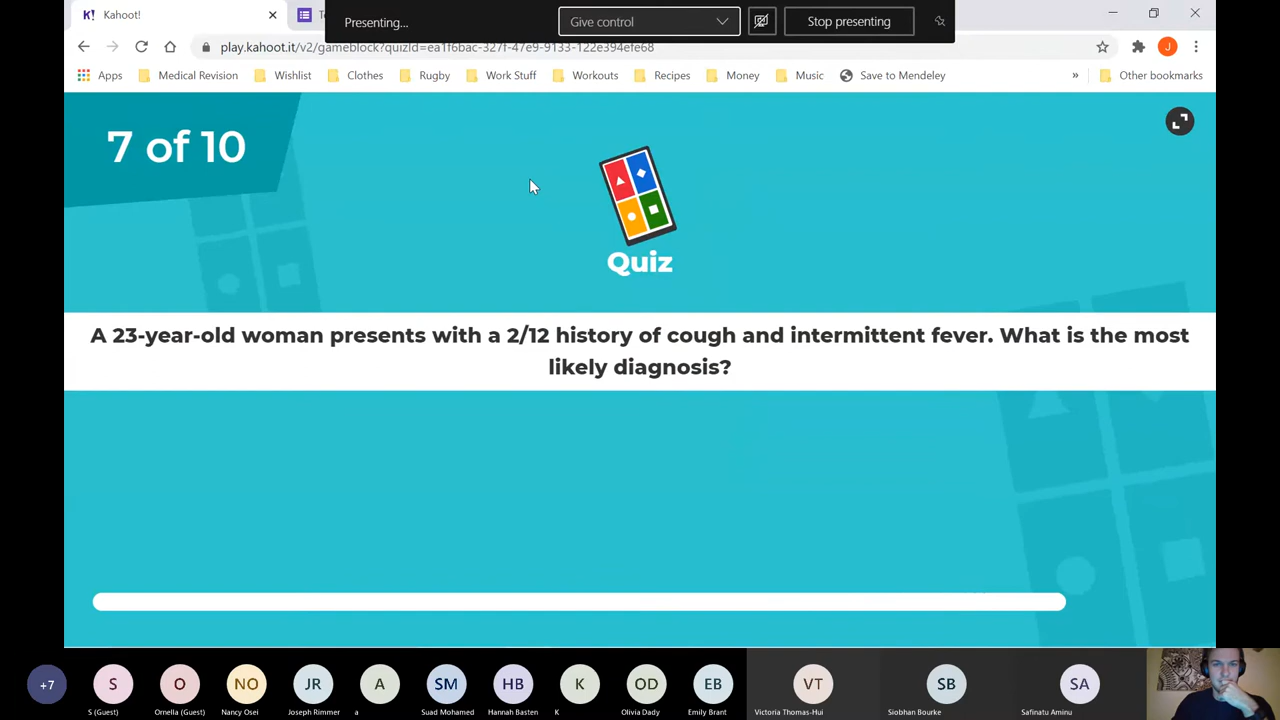 K! Kahoot!
Presenting...
Give control
Stop presenting
play.kahoot.it/v2/gameblock?quizId=ea1f6bac-327f-47e9-9133-122e394efe68
J
Apps
Medical Revision
Wishlist
Clothes
Rugby
Work Stuff
Workouts
Recipes
Money
Music
Save to Mendeley
»
Other bookmarks
7 of 10
Quiz
A 23-year-old woman presents with a 2/12 history of cough and intermittent fever. What is the most
likely diagnosis?
+7
S
O
NO
JR
A
SM
HB
K
OD
EB
VT
SB
SA
S (Guest)
Ornella (Guest)
Nancy Osei
Joseph Rimmer
a
Suad Mohamed
Hannah Basten
K
Olivia Dady
Emily Brant
Victoria Thomas-Hui
Siobhan Bourke
Safinatu Aminu